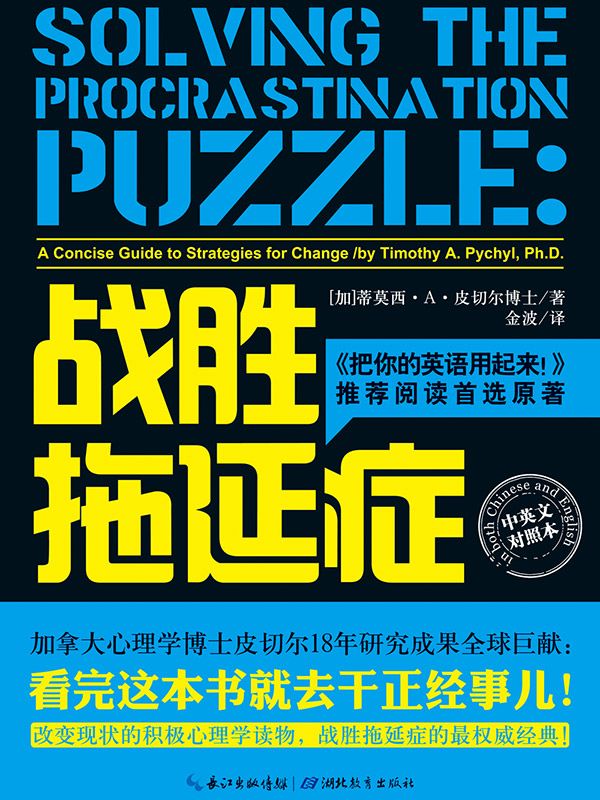 SOLVING THE
PROCRASTINATION
PUZZLE:
A Concise Guide to Strategies for Change /by Timothy A. Pychyl, Ph.D.
[加]蒂莫西·A·皮切尔博士/著
金波/译
战胜
拖延症
《把你的英语用起来!》
推荐阅读首选原著
in both Chinese and English
中英文
对照本
加拿大心理学博士皮切尔18年研究成果全球巨献:
看完这本书就去干正经事儿!
改变现状的积极心理学读物,战胜拖延症的最权威经典!
长江出版传媒 湖北教育出版社